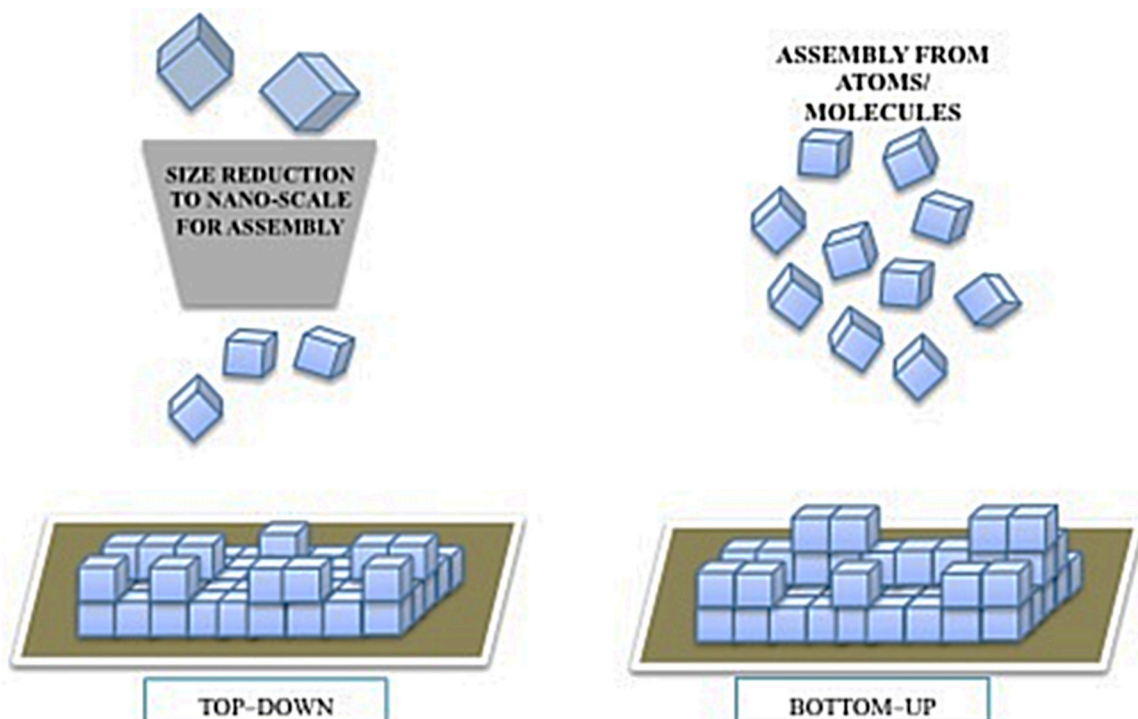 SIZE REDUCTION
TO NANO-SCALE
FOR ASSEMBLY
ASSEMBLY FROM
ATOMS/
MOLECULES
TOP-DOWN
BOTTOM-UP